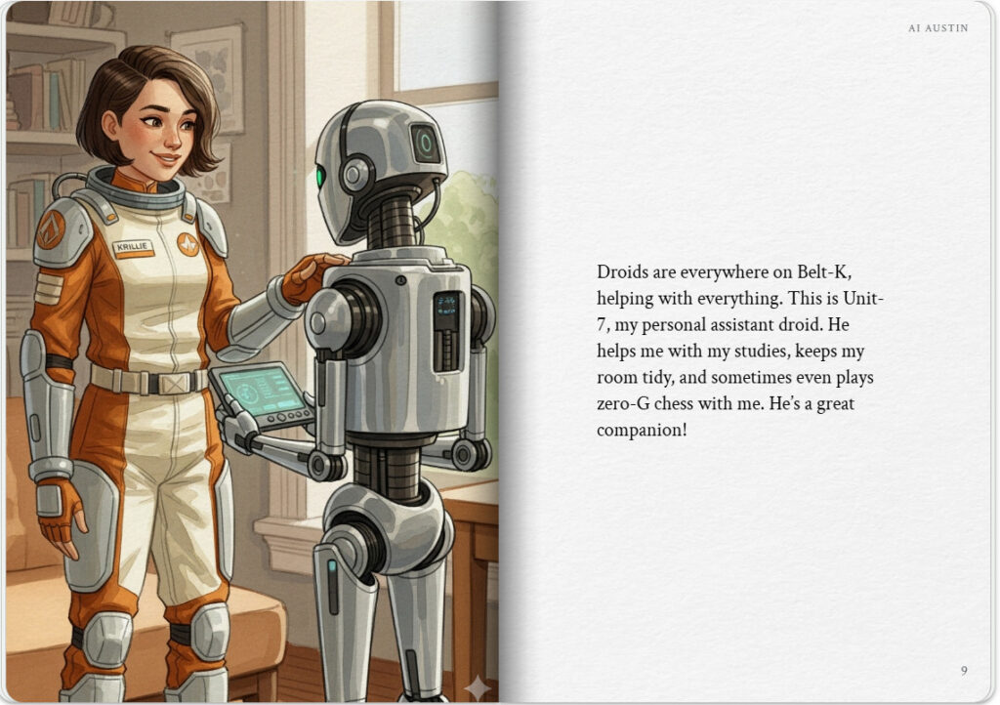 KRILLIE
0
AI AUSTIN
Droids are everywhere on Belt-K,
helping with everything. This is Unit-
7, my personal assistant droid. He
helps me with my studies, keeps my
room tidy, and sometimes even plays
zero-G chess with me. He’s a great
companion!
9